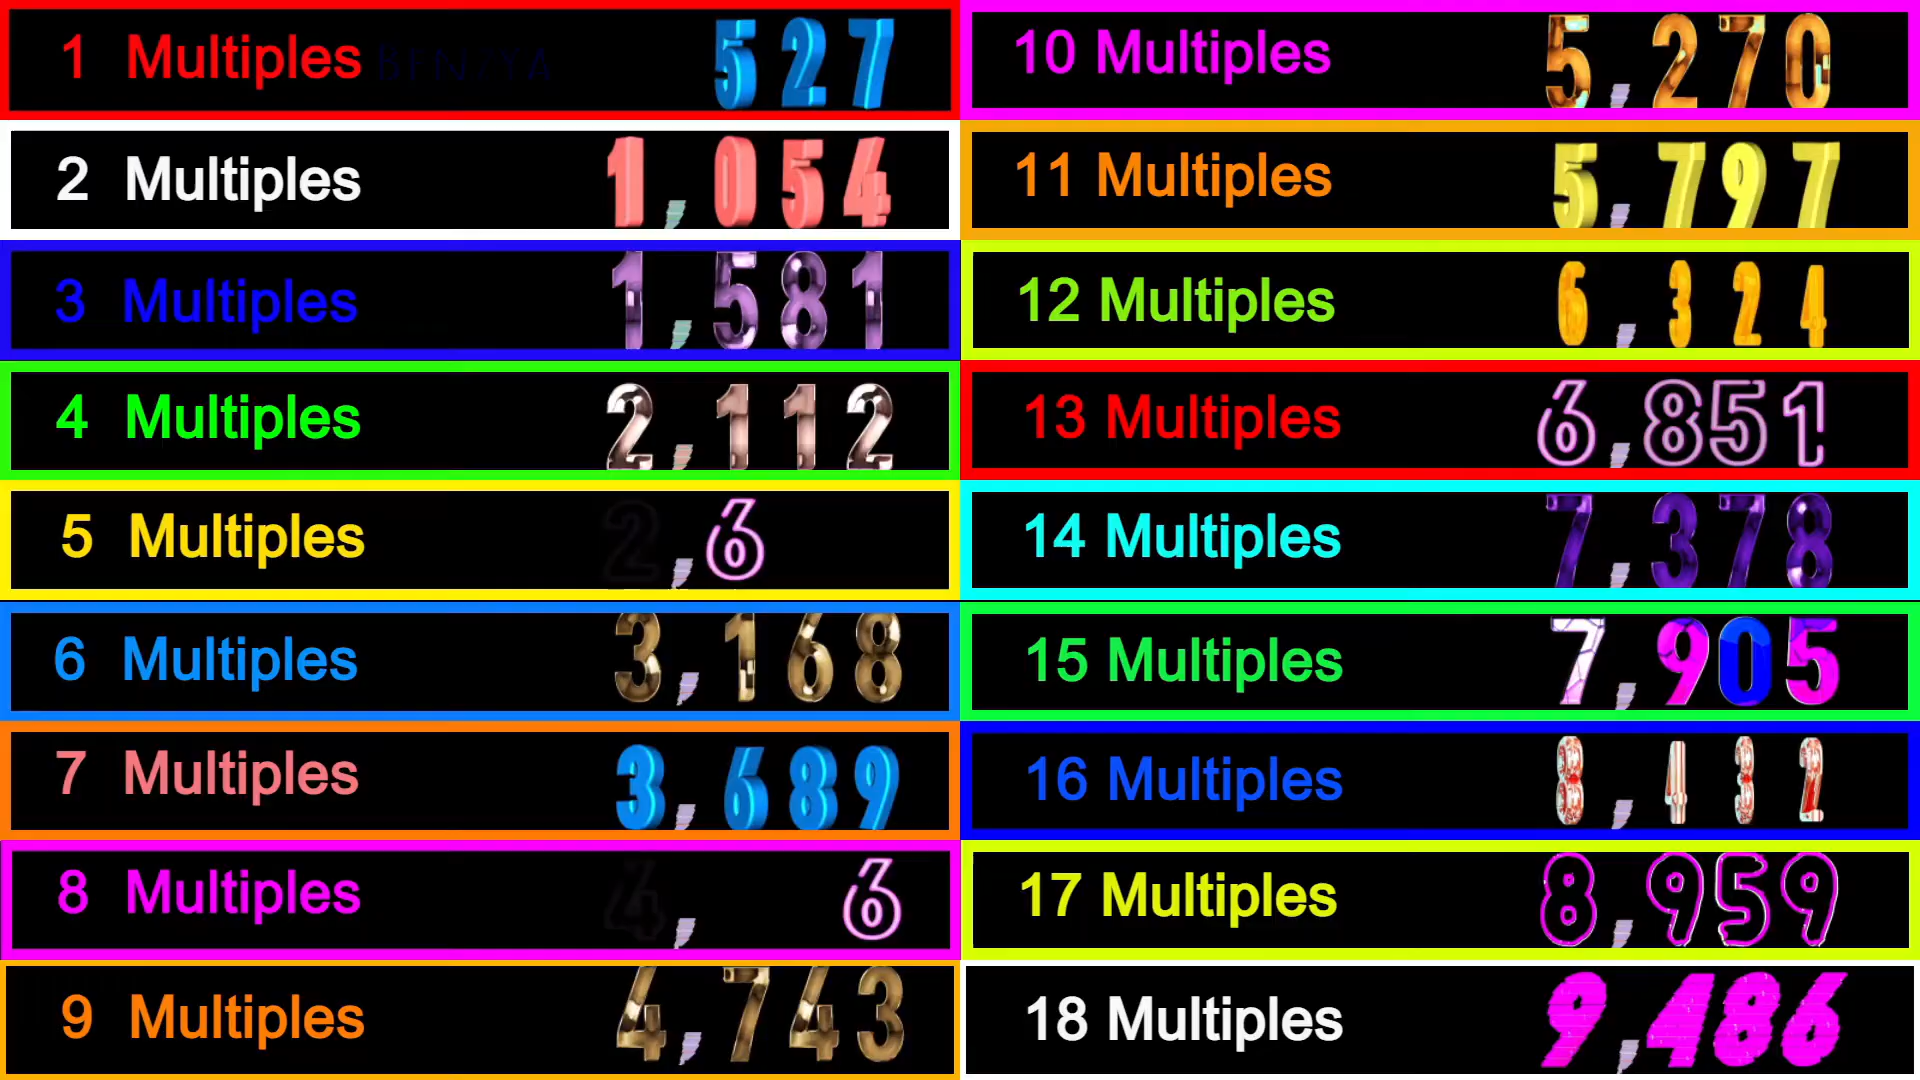 1 Multiples BEN7YA 527
2 Multiples 1,054
3 Multiples 1,581
4 Multiples 2,112
5 Multiples 2,6
6 Multiples 3,168
7 Multiples 3,689
8 Multiples 4, 6
9 Multiples 4,743
10 Multiples 5,270
11 Multiples 5,797
12 Multiples 6,324
13 Multiples 6,851
14 Multiples 7,378
15 Multiples 7,905
16 Multiples 8,432
17 Multiples 8,959
18 Multiples 9,486